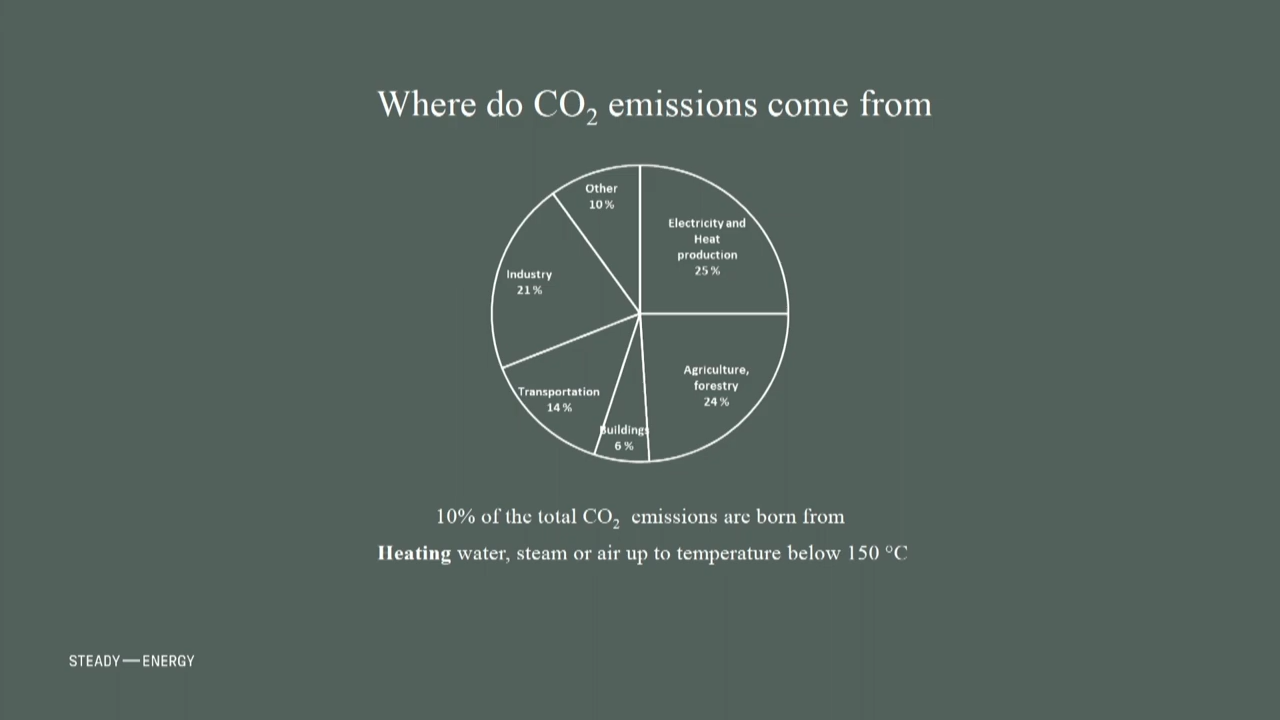 Where do CO₂ emissions come from
Other
10%
Electricity and
Heat
production
25%
Industry
21%
Agriculture,
forestry
24%
Transportation
14%
Buildings
6%
10% of the total CO₂ emissions are born from
Heating water, steam or air up to temperature below 150 °C
STEADY—ENERGY